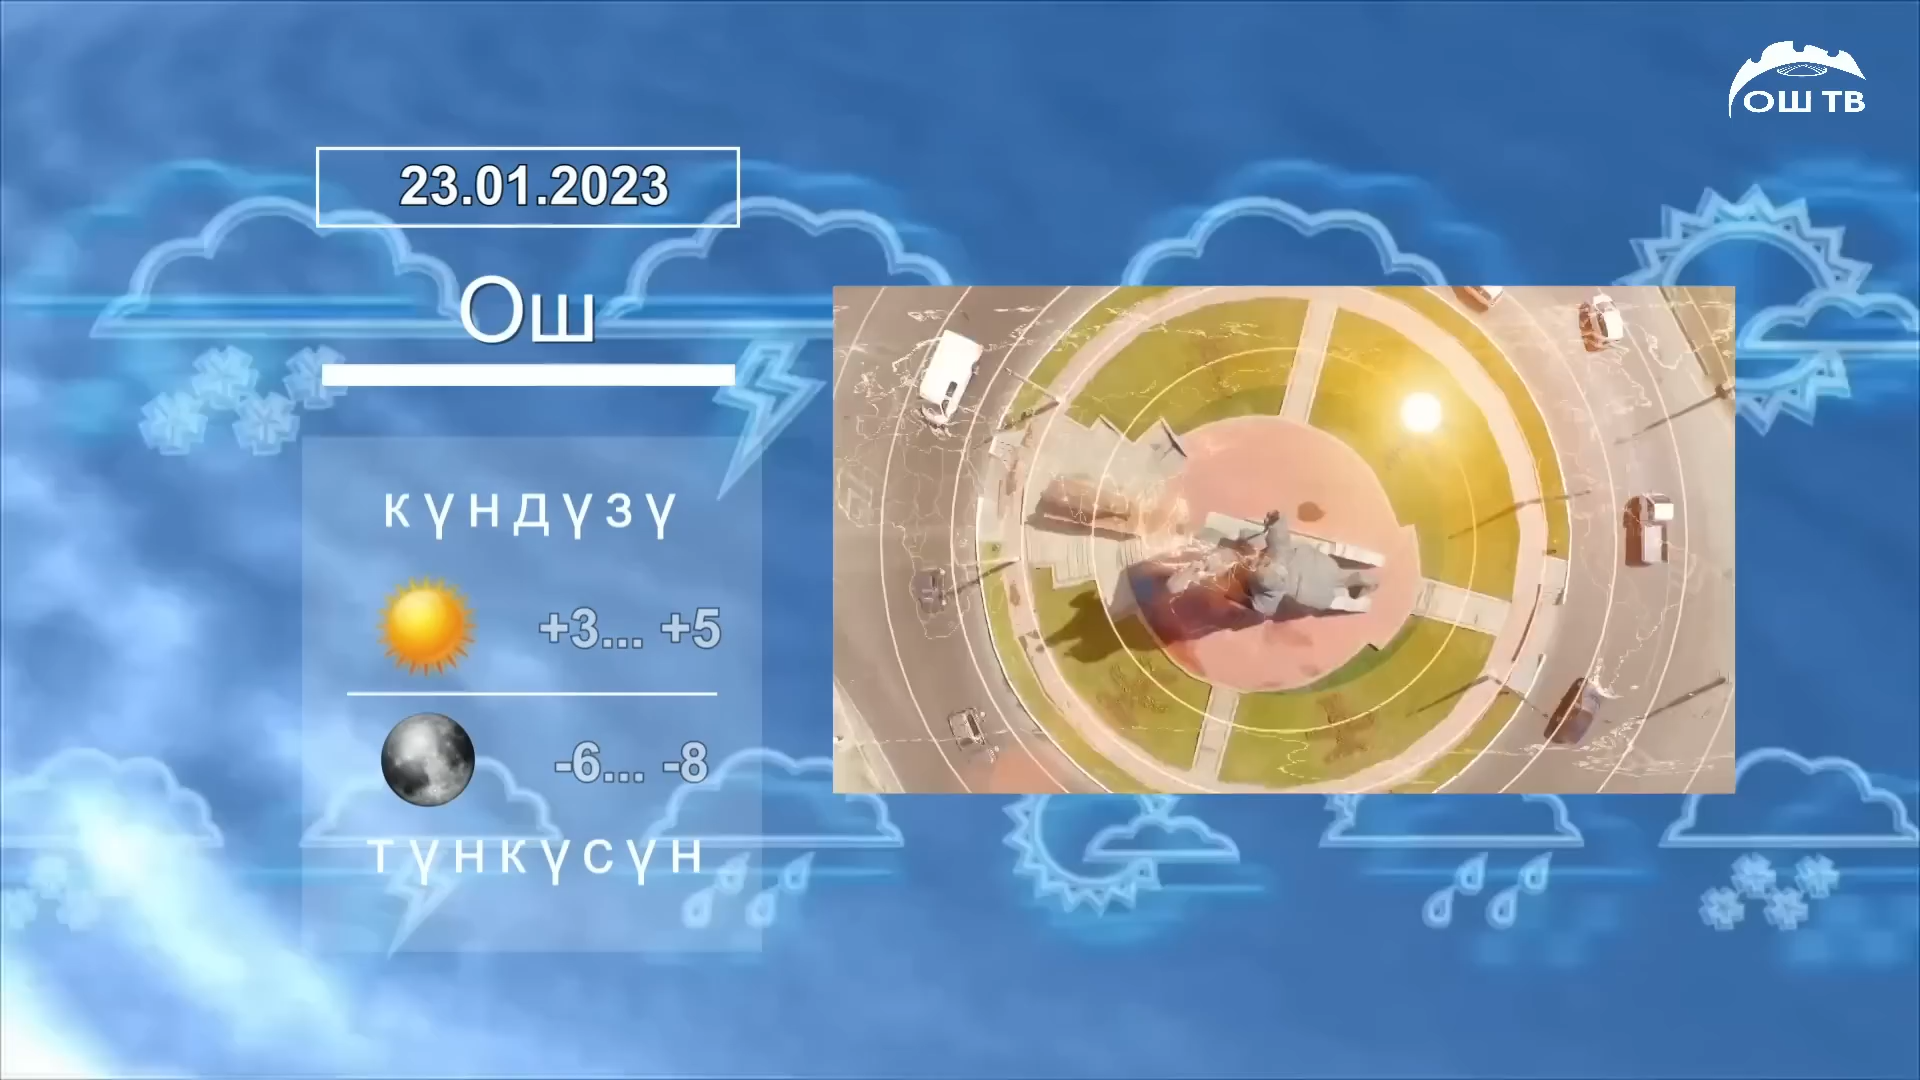 ОШ ТВ
23.01.2023
Ош
күндүзү
+3... +5
-6... -8
түнкүсүн